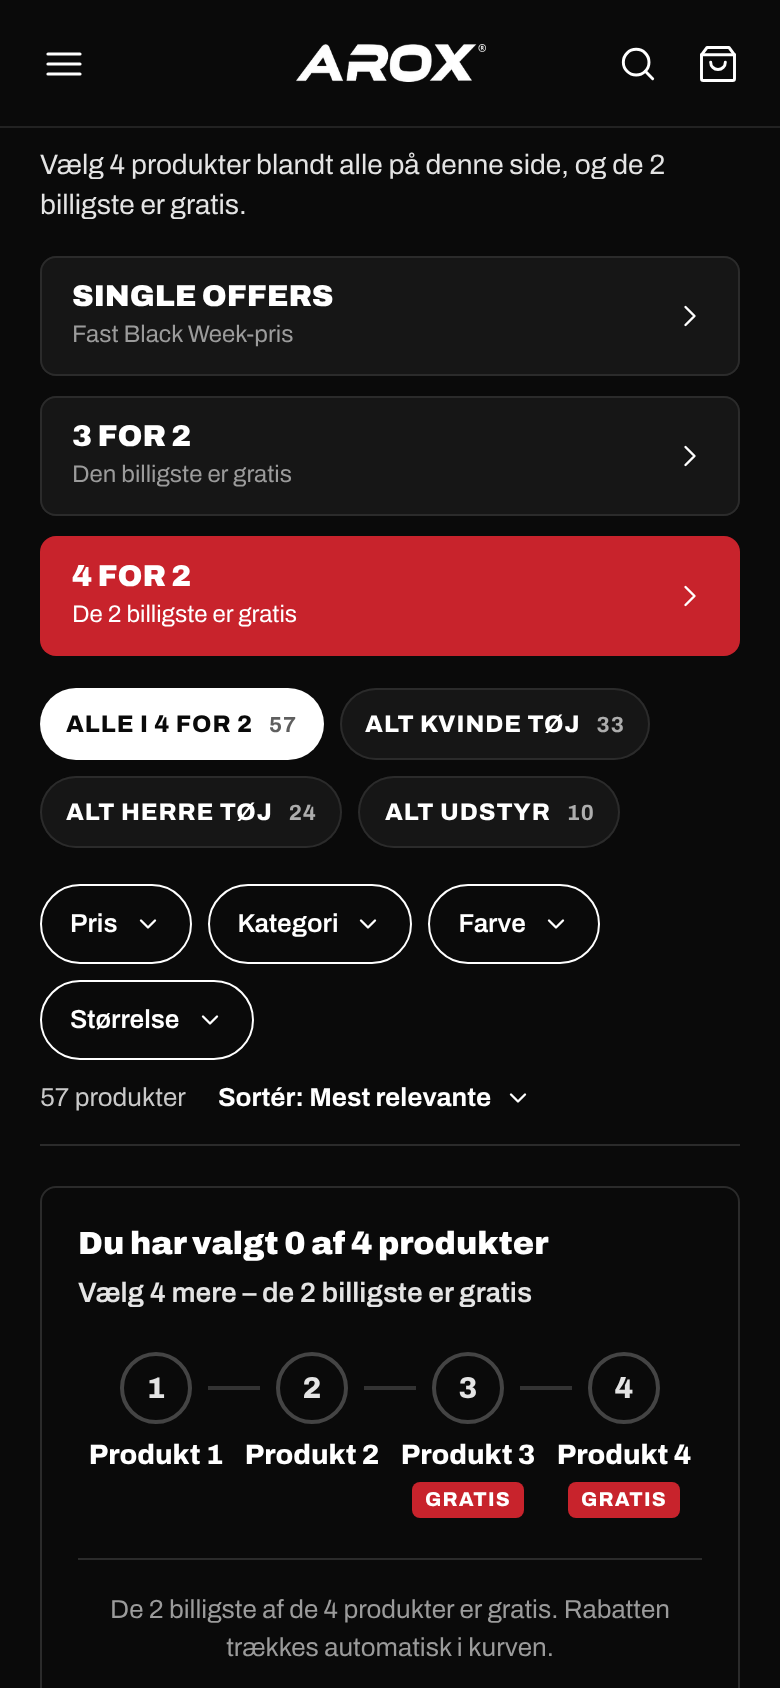 AROX®
Vælg 4 produkter blandt alle på denne side, og de 2
billigste er gratis.
SINGLE OFFERS
Fast Black Week-pris
3 FOR 2
Den billigste er gratis
4 FOR 2
De 2 billigste er gratis
ALLE I 4 FOR 2 57
ALT KVINDE TØJ 33
ALT HERRE TØJ 24
ALT UDSTYR 10
Pris
Kategori
Farve
Størrelse
57 produkter
Sortér: Mest relevante
Du har valgt 0 af 4 produkter
Vælg 4 mere – de 2 billigste er gratis
1 2 3 4
Produkt 1 Produkt 2 Produkt 3 Produkt 4
GRATIS GRATIS
De 2 billigste af de 4 produkter er gratis. Rabatten
trækkes automatisk i kurven.